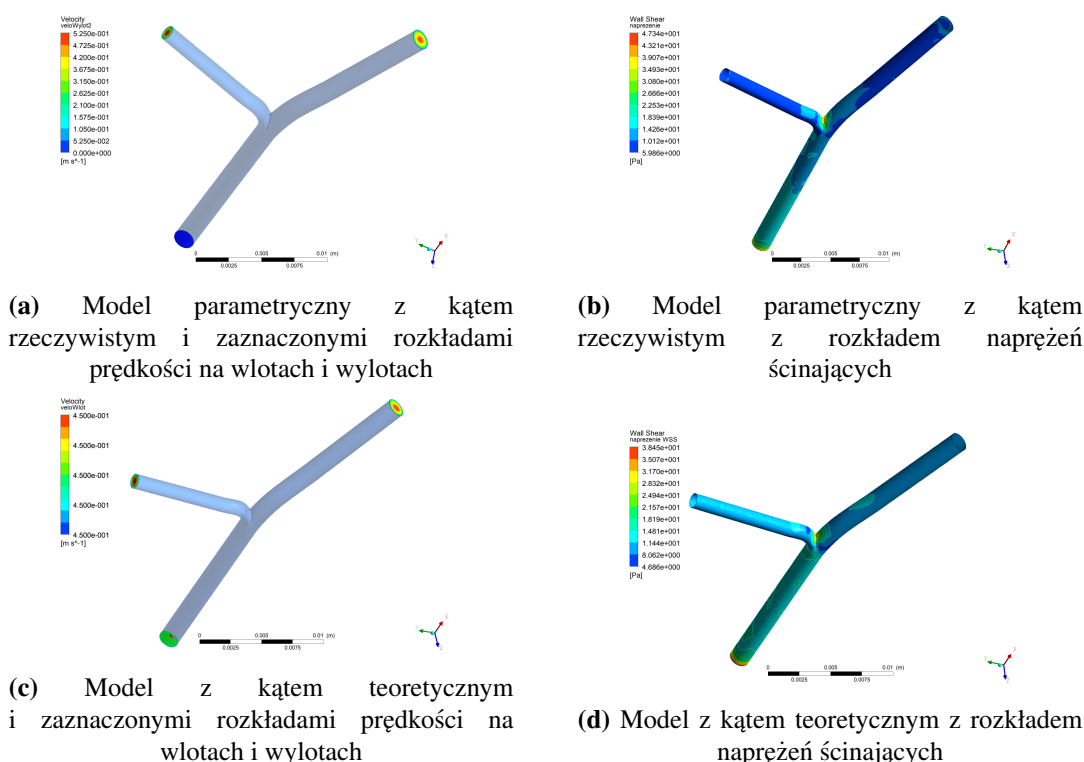 Velocity
veloWylot2
5.250e-001
4.725e-001
4.200e-001
3.675e-001
3.150e-001
2.625e-001
2.100e-001
1.575e-001
1.050e-001
5.250e-002
0.000e+000
[m s^-1]
0 0.005 0.01 (m)
0.0025 0.0075
Y X
Z
Wall Shear
naprezenie
4.734e+001
4.321e+001
3.907e+001
3.493e+001
3.080e+001
2.666e+001
2.253e+001
1.839e+001
1.426e+001
1.012e+001
5.986e+000
[Pa]
0 0.005 0.01 (m)
0.0025 0.0075
Y X
Z
(a) Model parametryczny z kątem
rzeczywistym i zaznaczonymi rozkładami
prędkości na wlotach i wylotach
(b) Model parametryczny z kątem
rzeczywistym z rozkładem naprężeń
ścinających
Velocity
veloWlot
4.500e-001
4.500e-001
4.500e-001
4.500e-001
4.500e-001
[m s^-1]
0 0.005 0.01 (m)
0.0025 0.0075
Y X
Z
Wall Shear
naprezenie WSS
3.845e+001
3.507e+001
3.170e+001
2.832e+001
2.494e+001
2.157e+001
1.819e+001
1.481e+001
1.144e+001
8.062e+000
4.686e+000
[Pa]
0 0.005 0.01 (m)
0.0025 0.0075
Y X
Z
(c) Model z kątem teoretycznym
i zaznaczonymi rozkładami prędkości na
wlotach i wylotach
(d) Model z kątem teoretycznym z rozkładem
naprężeń ścinających